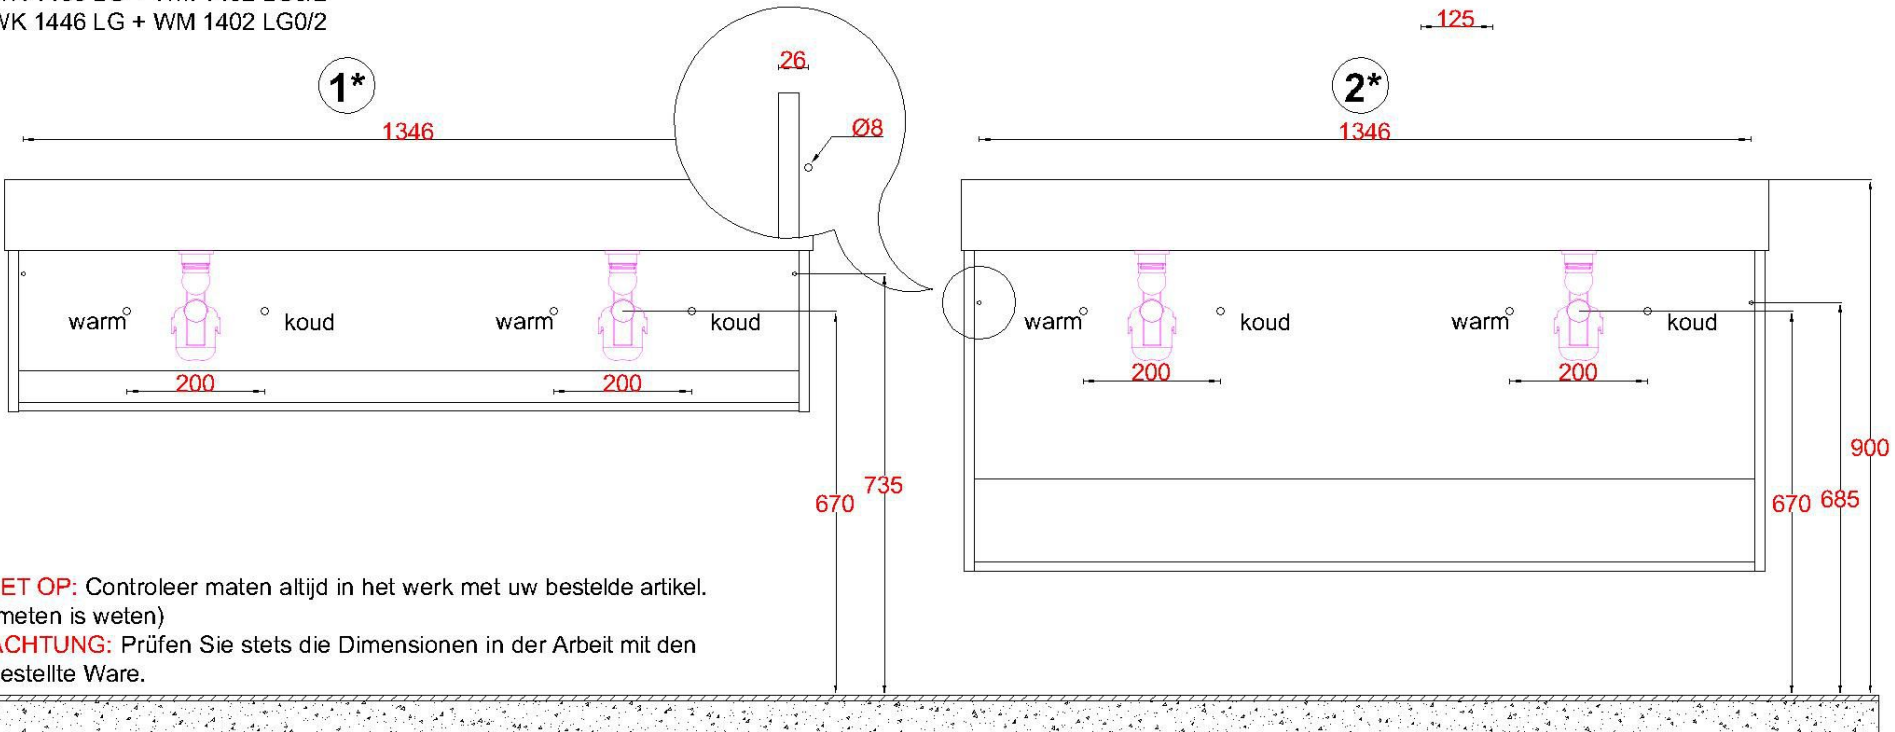 WK 1446 LG + WM 1402 LG0/2
125
26
1*
2*
Ø8
1346
1346
warm
koud
warm
koud
warm
koud
warm
koud
200
200
200
200
900
735
670
670
685
ET OP: Controleer maten altijd in het werk met uw bestelde artikel.
meten is weten)
ACHTUNG: Prüfen Sie stets die Dimensionen in der Arbeit mit den
estellte Ware.